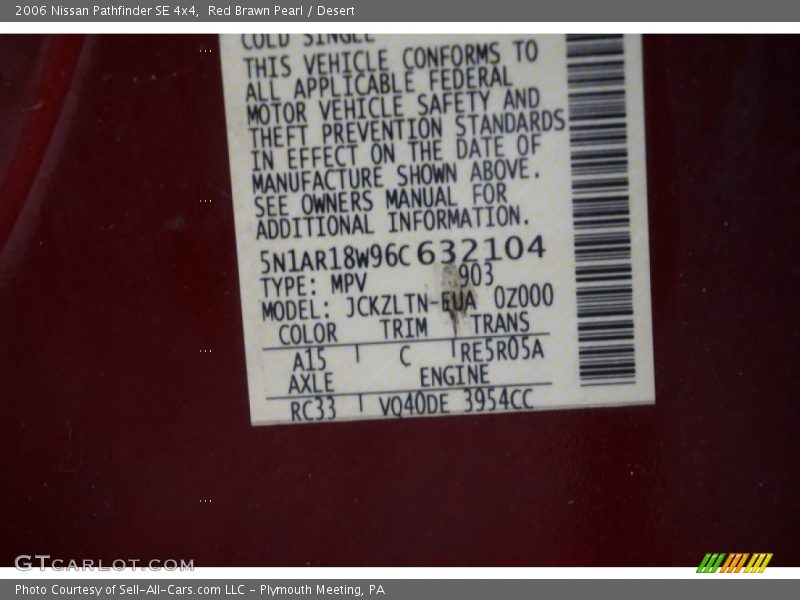 2006 Nissan Pathfinder SE 4x4,  Red Brawn Pearl / Desert
COLD SINGLE
THIS VEHICLE CONFORMS TO
ALL APPLICABLE FEDERAL
MOTOR VEHICLE SAFETY AND
THEFT PREVENTION STANDARDS
IN EFFECT ON THE DATE OF
MANUFACTURE SHOWN ABOVE.
SEE OWNERS MANUAL FOR
ADDITIONAL INFORMATION.
5N1AR18W96C632104
TYPE: MPV 903
MODEL: JCKZLTN-EUA 0Z000
COLOR TRIM TRANS
A15 C RE5R05A
AXLE ENGINE
RC33 VQ40DE 3954CC
GTCARLOT.COM
Photo Courtesy of Sell-All-Cars.com LLC - Plymouth Meeting, PA